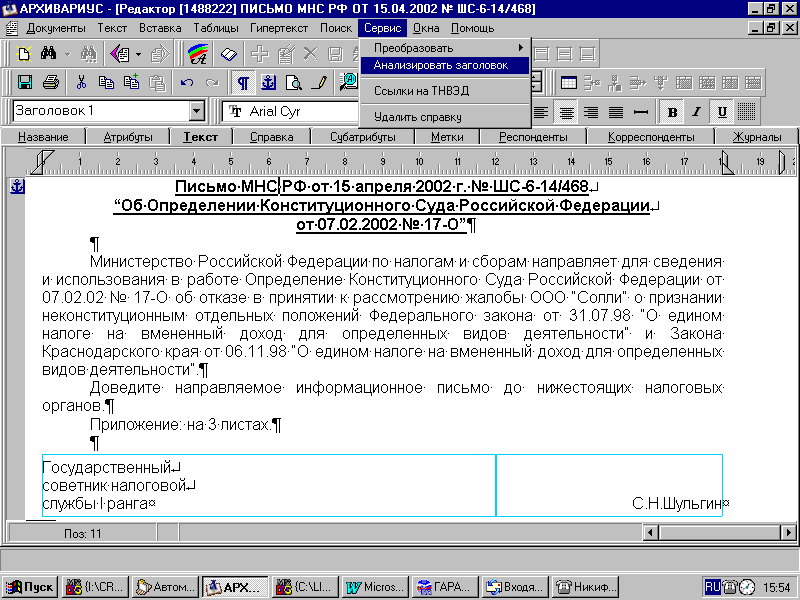 АРХИВАРИУС - [Редактор [1488222] ПИСЬМО МНС РФ ОТ 15.04.2002 № ШС-6-14/468]
Документы Текст Вставка Таблицы Гипертекст Поиск Сервис Окна Помощь
Преобразовать
Анализировать заголовок
Ссылки на ТНВЭД
Удалить справку
Заголовок 1 Arial Cyr
Название Атрибуты Текст Справка Субатрибуты Метки Респонденты Корреспонденты Журналы
1 2 3 4 5 6 7 8 9 10 11 12 13 14 15 16 17 19
Письмо МНС РФ от 15 апреля 2002 г. № ШС-6-14/468
“Об Определении Конституционного Суда Российской Федерации
от 07.02.2002 № 17-О”¶
¶
Министерство Российской Федерации по налогам и сборам направляет для сведения
и использования в работе Определение Конституционного Суда Российской Федерации от
07.02.02 № 17-О об отказе в принятии к рассмотрению жалобы ООО “Солли” о признании
неконституционным отдельных положений Федерального закона от 31.07.98 “О едином
налоге на вмененный доход для определенных видов деятельности” и Закона
Краснодарского края от 06.11.98 “О едином налоге на вмененный доход для определенных
видов деятельности”.¶
Доведите направляемое информационное письмо до нижестоящих налоговых
органов.¶
Приложение: на 3 листах.¶
¶
Государственный
советник налоговой
службы I ранга¤ С.Н.Шульгин¤
Поз: 11
Пуск {I:\CR... Автом... АРХ... {C:\LI... Micros... ГАРА... Входя... Никиф... RU 15:54